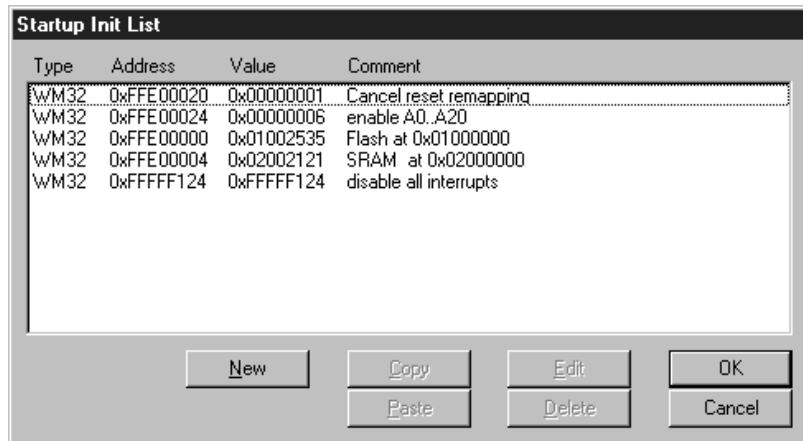 Startup Init List
Type Address Value Comment
WM32 0xFFE00020 0x00000001 Cancel reset remapping
WM32 0xFFE00024 0x00000006 enable A0..A20
WM32 0xFFE00000 0x01002535 Flash at 0x01000000
WM32 0xFFE00004 0x02002121 SRAM at 0x02000000
WM32 0xFFFFF124 0xFFFFF124 disable all interrupts
New Copy Edit OK
Paste Delete Cancel